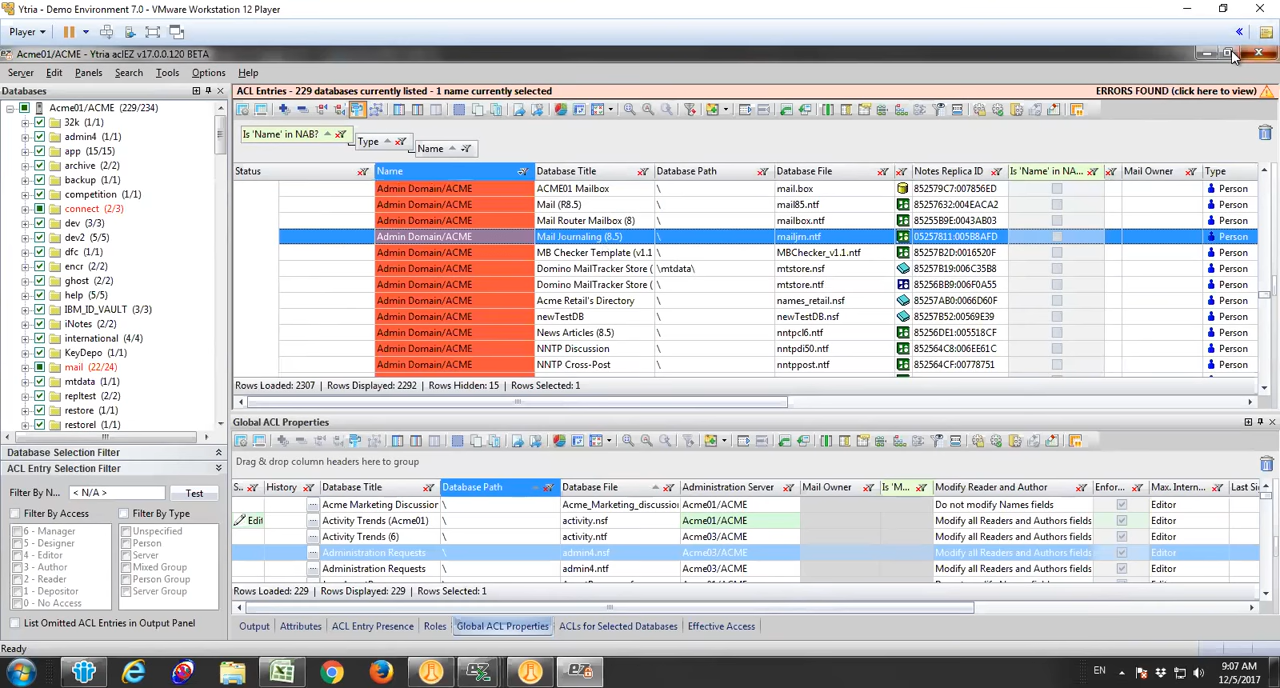 Ytria - Demo Environment 7.0 - VMware Workstation 12 Player
Player
Acme01/ACME - Ytria aclEZ v17.0.0.120 BETA
Server Edit Panels Search Tools Options Help
Databases
Acme01/ACME (229/234)
32k (1/1)
admin4 (1/1)
app (15/15)
archive (2/2)
backup (1/1)
competition (1/1)
connect (2/3)
dev (3/3)
dev2 (5/5)
dfc (1/1)
encr (2/2)
ghost (2/2)
help (5/5)
IBM_ID_VAULT (3/3)
iNotes (2/2)
international (4/4)
KeyDepo (1/1)
mail (22/24)
mtdata (1/1)
repltest (2/2)
restore (1/1)
restorel (1/1)
Database Selection Filter
ACL Entry Selection Filter
Filter By N... < N/A > Test
Filter By Access Filter By Type
6 - Manager Unspecified
5 - Designer Person
4 - Editor Server
3 - Author Mixed Group
2 - Reader Person Group
1 - Depositor Server Group
0 - No Access
List Omitted ACL Entries in Output Panel
ACL Entries - 229 databases currently listed - 1 name currently selected ERRORS FOUND (click here to view)
Is 'Name' in NAB?
Type
Name
Status Name Database Title Database Path Database File Notes Replica ID Is 'Name' in NA... Mail Owner Type
Admin Domain/ACME ACME01 Mailbox \ mail.box 852579C7:007856ED Person
Admin Domain/ACME Mail (R8.5) \ mail85.ntf 85257632:004EACA2 Person
Admin Domain/ACME Mail Router Mailbox (8) \ mailbox.ntf 85255B9E:0043AB03 Person
Admin Domain/ACME Mail Journaling (8.5) \ mailjrn.ntf 05257811:005B8AFD Person
Admin Domain/ACME MB Checker Template (v1.1 \ MBChecker_v1.1.ntf 85257B2D:0016520F Person
Admin Domain/ACME Domino MailTracker Store ( \mtdata\ mtstore.nsf 85257B19:006C35B8 Person
Admin Domain/ACME Domino MailTracker Store ( \ mtstore.ntf 85256BB9:006F0A55 Person
Admin Domain/ACME Acme Retail's Directory \ names_retail.nsf 85257AB0:0066D60F Person
Admin Domain/ACME newTestDB \ newTestDB.nsf 85257B52:00569E39 Person
Admin Domain/ACME News Articles (8.5) \ nntpcl6.ntf 85256DE1:005518FB Person
Admin Domain/ACME NNTP Discussion \ nntpdi50.ntf 852564C8:006EE61C Person
Admin Domain/ACME NNTP Cross-Post \ nntppost.ntf 852564CF:00778751 Person
Rows Loaded: 2307 | Rows Displayed: 2292 | Rows Hidden: 15 | Rows Selected: 1
Global ACL Properties
Drag & drop column headers here to group
S.. History Database Title Database Path Database File Administration Server Mail Owner Is 'M... Modify Reader and Author Enfor... Max. Intern... Last Si
... Acme Marketing Discussion \ Acme_Marketing_discussio Acme01/ACME Do not modify Names fields Editor
Edit ... Activity Trends (Acme01) \ activity.nsf Acme01/ACME Modify all Readers and Authors fields Editor
... Activity Trends (6) \ activity.ntf Acme03/ACME Modify all Readers and Authors fields Editor
... Administration Requests \ admin4.nsf Acme03/ACME Modify all Readers and Authors fields Editor
... Administration Requests \ admin4.ntf Acme03/ACME Modify all Readers and Authors fields Editor
Rows Loaded: 229 | Rows Displayed: 229 | Rows Selected: 1
Output Attributes ACL Entry Presence Roles Global ACL Properties ACLs for Selected Databases Effective Access
Ready
EN
9:07 AM
12/5/2017